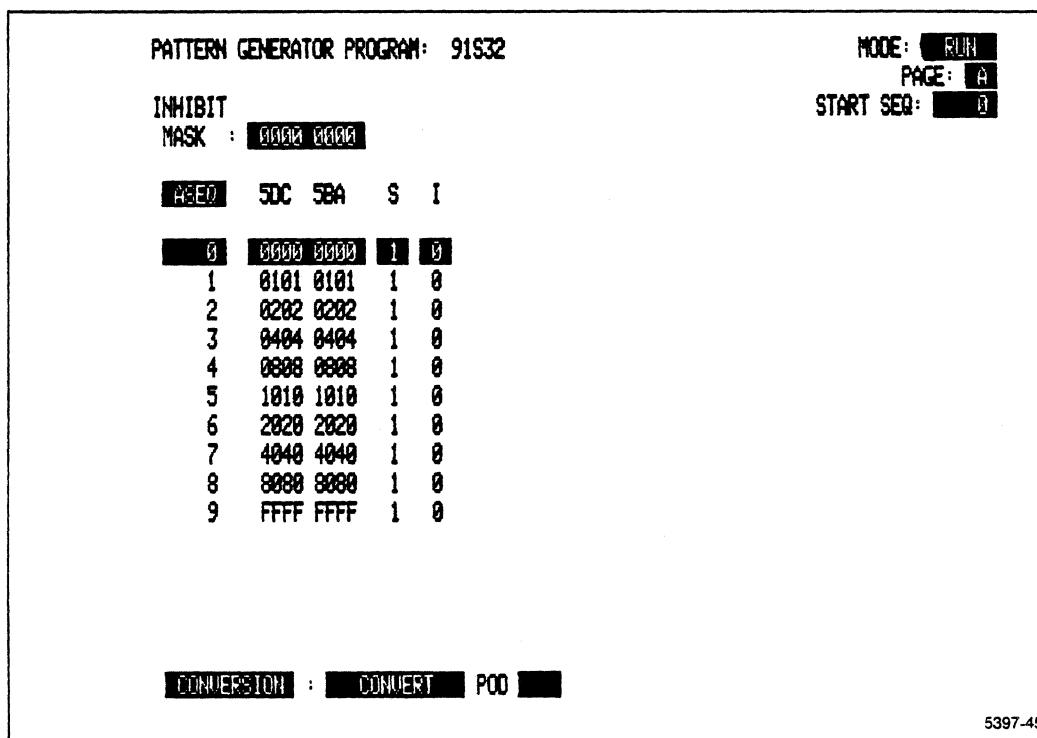 PATTERN GENERATOR PROGRAM: 91S32
MODE: RUN
PAGE: A
INHIBIT
START SEQ: 0
MASK : 0000 0000
ASEQ 5DC 5BA S I
0 0000 0000 1 0
1 0101 0101 1 0
2 0202 0202 1 0
3 0404 0404 1 0
4 0808 0808 1 0
5 1010 1010 1 0
6 2020 2020 1 0
7 4040 4040 1 0
8 8080 8080 1 0
9 FFFF FFFF 1 0
CONVERSION : CONVERT POD